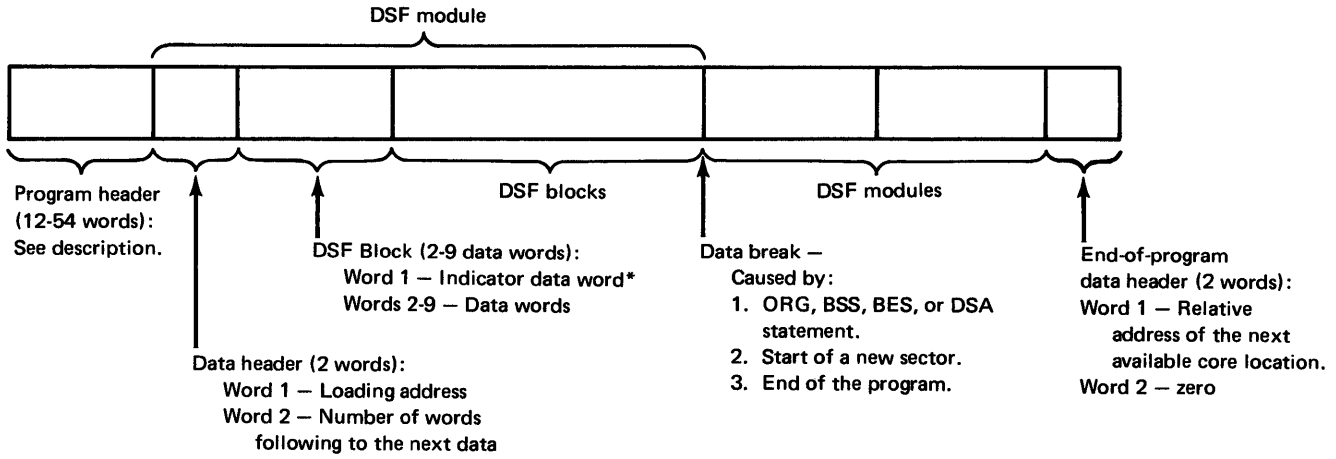 DSF module
Program header
(12-54 words):
See description.
DSF blocks
DSF modules
DSF Block (2-9 data words):
Word 1 — Indicator data word*
Words 2-9 — Data words
Data header (2 words):
Word 1 — Loading address
Word 2 — Number of words
following to the next data
Data break —
Caused by:
1. ORG, BSS, BES, or DSA
statement.
2. Start of a new sector.
3. End of the program.
End-of-program
data header (2 words):
Word 1 — Relative
address of the next
available core location.
Word 2 — zero